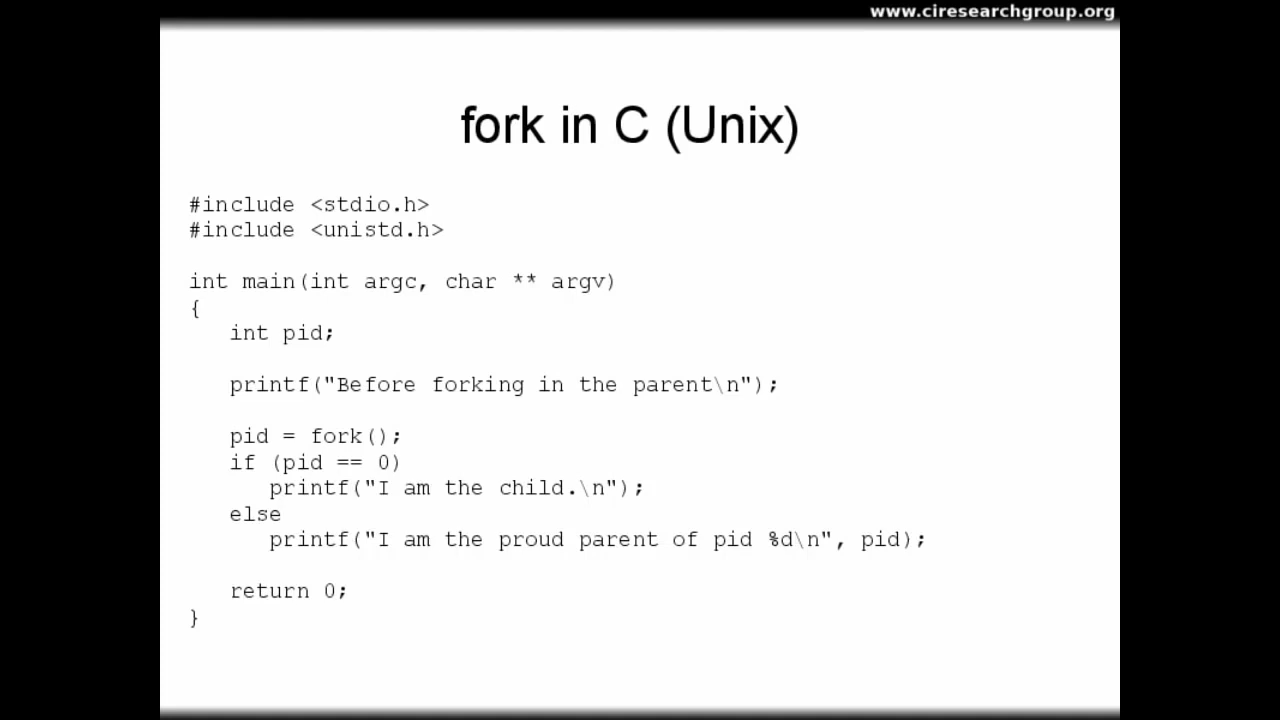 www.ciresearchgroup.org
fork in C (Unix)
#include <stdio.h>
#include <unistd.h>
int main(int argc, char ** argv)
{
int pid;
printf("Before forking in the parent\n");
pid = fork();
if (pid == 0)
printf("I am the child.\n");
else
printf("I am the proud parent of pid %d\n", pid);
return 0;
}